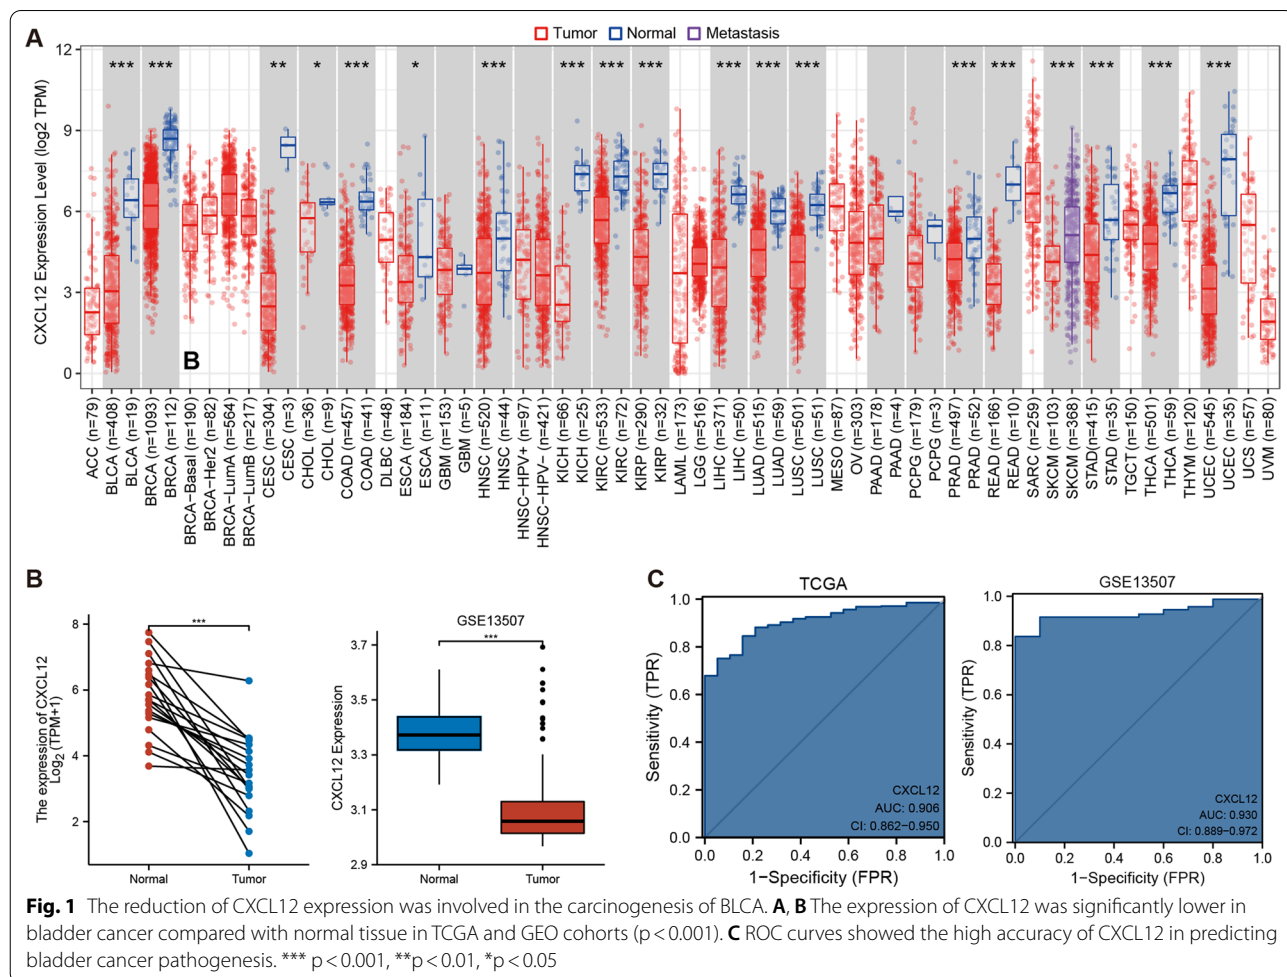 A
Tumor Normal Metastasis
CXCL12 Expression Level (log2 TPM)
12
9
6
3
0
*** *** ** * *** * *** *** *** *** *** *** *** *** *** *** *** *** ***
B
ACC (n=79)
BLCA (n=408)
BLCA (n=19)
BRCA (n=1093)
BRCA (n=112)
BRCA−Basal (n=190)
BRCA−Her2 (n=82)
BRCA−LumA (n=564)
BRCA−LumB (n=217)
CESC (n=304)
CESC (n=3)
CHOL (n=36)
CHOL (n=9)
COAD (n=457)
COAD (n=41)
DLBC (n=48)
ESCA (n=184)
ESCA (n=11)
GBM (n=153)
GBM (n=5)
HNSC (n=520)
HNSC (n=44)
HNSC−HPV+ (n=97)
HNSC−HPV− (n=421)
KICH (n=66)
KICH (n=25)
KIRC (n=533)
KIRC (n=72)
KIRP (n=290)
KIRP (n=32)
LAML (n=173)
LGG (n=516)
LIHC (n=371)
LIHC (n=50)
LUAD (n=515)
LUAD (n=59)
LUSC (n=501)
LUSC (n=51)
MESO (n=87)
OV (n=303)
PAAD (n=178)
PAAD (n=4)
PCPG (n=179)
PCPG (n=3)
PRAD (n=497)
PRAD (n=52)
READ (n=166)
READ (n=10)
SARC (n=259)
SKCM (n=103)
SKCM (n=368)
STAD(n=415)
STAD (n=35)
TGCT (n=150)
THCA (n=501)
THCA (n=59)
THYM (n=120)
UCEC (n=545)
UCEC (n=35)
UCS (n=57)
UVM (n=80)
B
The expression of CXCL12
Log2 (TPM+1)
8
6
4
2
***
Normal Tumor
GSE13507
CXCL12 Expression
3.7
3.5
3.3
3.1
2.9
***
Normal Tumor
C
TCGA
Sensitivity (TPR)
1.0
0.8
0.6
0.4
0.2
0.0
CXCL12
AUC: 0.906
CI: 0.862−0.950
0.0 0.2 0.4 0.6 0.8 1.0
1−Specificity (FPR)
GSE13507
Sensitivity (TPR)
1.0
0.8
0.6
0.4
0.2
0.0
CXCL12
AUC: 0.930
CI: 0.889−0.972
0.0 0.2 0.4 0.6 0.8 1.0
1−Specificity (FPR)
Fig. 1 The reduction of CXCL12 expression was involved in the carcinogenesis of BLCA. A, B The expression of CXCL12 was significantly lower in
bladder cancer compared with normal tissue in TCGA and GEO cohorts (p < 0.001). C ROC curves showed the high accuracy of CXCL12 in predicting
bladder cancer pathogenesis. *** p < 0.001, **p < 0.01, *p < 0.05